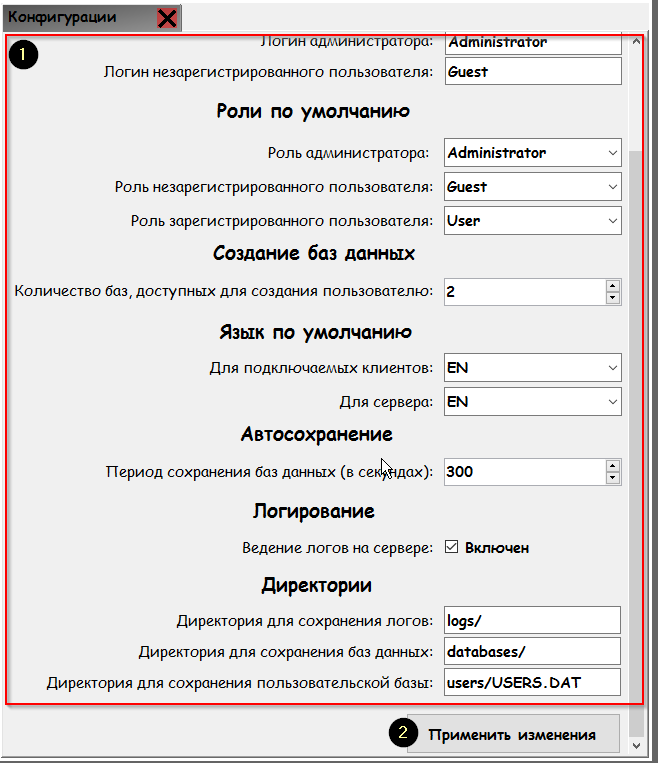 Конфигурации
1
Логин администратора: Administrator
Логин незарегистрированного пользователя: Guest
Роли по умолчанию
Роль администратора: Administrator
Роль незарегистрированного пользователя: Guest
Роль зарегистрированного пользователя: User
Создание баз данных
Количество баз, доступных для создания пользователю: 2
Язык по умолчанию
Для подключаемых клиентов: EN
Для сервера: EN
Автосохранение
Период сохранения баз данных (в секундах): 300
Логирование
Ведение логов на сервере: Включен
Директории
Директория для сохранения логов: logs/
Директория для сохранения баз данных: databases/
Директория для сохранения пользовательской базы: users/USERS.DAT
2 Применить изменения